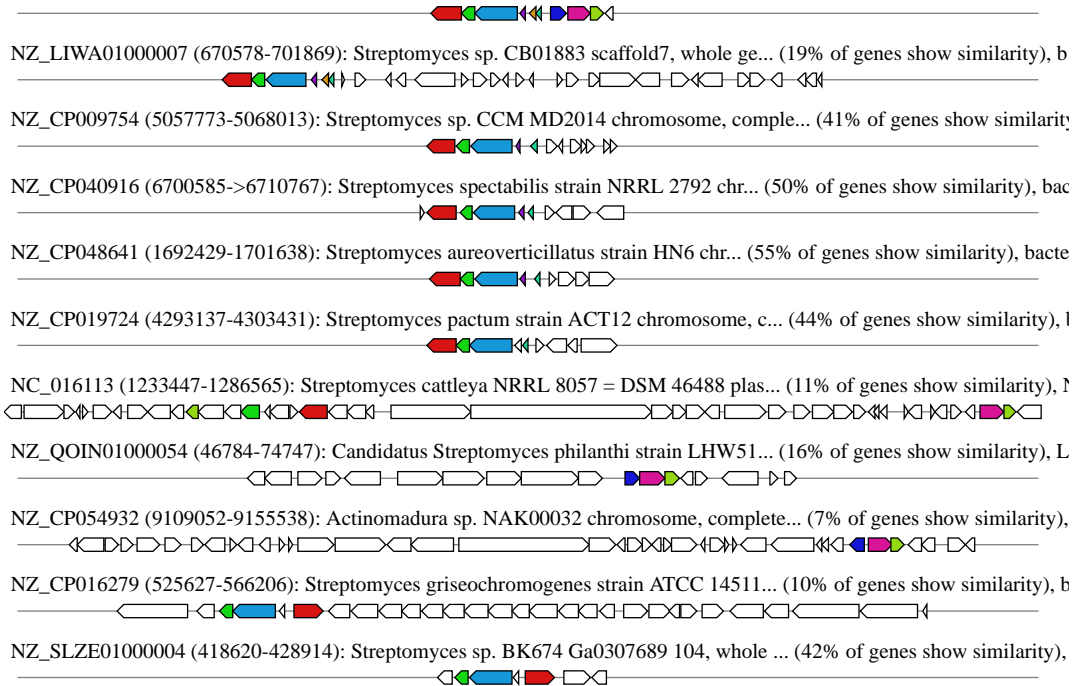 NZ_LIWA01000007 (670578-701869): Streptomyces sp. CB01883 scaffold7, whole ge... (19% of genes show similarity), b
NZ_CP009754 (5057773-5068013): Streptomyces sp. CCM MD2014 chromosome, comple... (41% of genes show similarity
NZ_CP040916 (6700585->6710767): Streptomyces spectabilis strain NRRL 2792 chr... (50% of genes show similarity), bac
NZ_CP048641 (1692429-1701638): Streptomyces aureoverticillatus strain HN6 chr... (55% of genes show similarity), bacte
NZ_CP019724 (4293137-4303431): Streptomyces pactum strain ACT12 chromosome, c... (44% of genes show similarity), b
NC_016113 (1233447-1286565): Streptomyces cattleya NRRL 8057 = DSM 46488 plas... (11% of genes show similarity), N
NZ_QOIN01000054 (46784-74747): Candidatus Streptomyces philanthi strain LHW51... (16% of genes show similarity), L
NZ_CP054932 (9109052-9155538): Actinomadura sp. NAK00032 chromosome, complete... (7% of genes show similarity),
NZ_CP016279 (525627-566206): Streptomyces griseochromogenes strain ATCC 14511... (10% of genes show similarity), b
NZ_SLZE01000004 (418620-428914): Streptomyces sp. BK674 Ga0307689 104, whole ... (42% of genes show similarity),